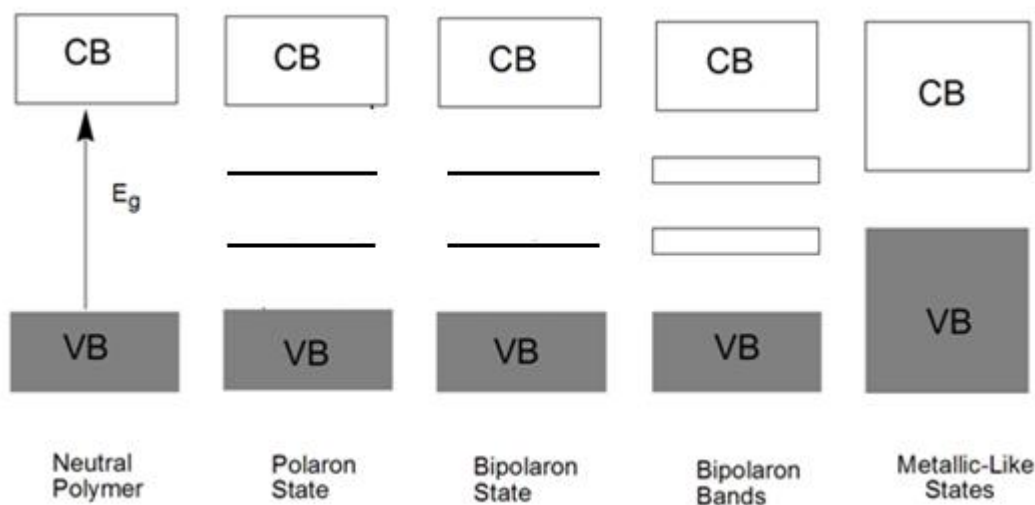 CB
CB
CB
CB
CB
Eg
VB
VB
VB
VB
VB
Neutral
Polymer
Polaron
State
Bipolaron
State
Bipolaron
Bands
Metallic-Like
States